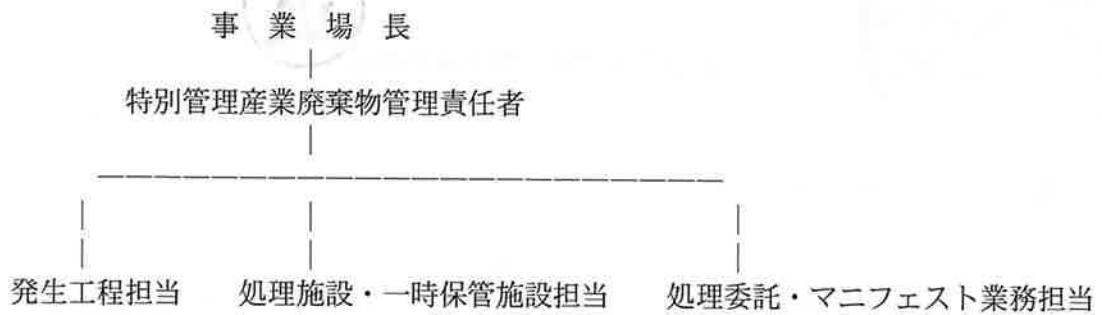 事業場長
特別管理産業廃棄物管理責任者
発生工程担当 処理施設・一時保管施設担当 処理委託・マニフェスト業務担当